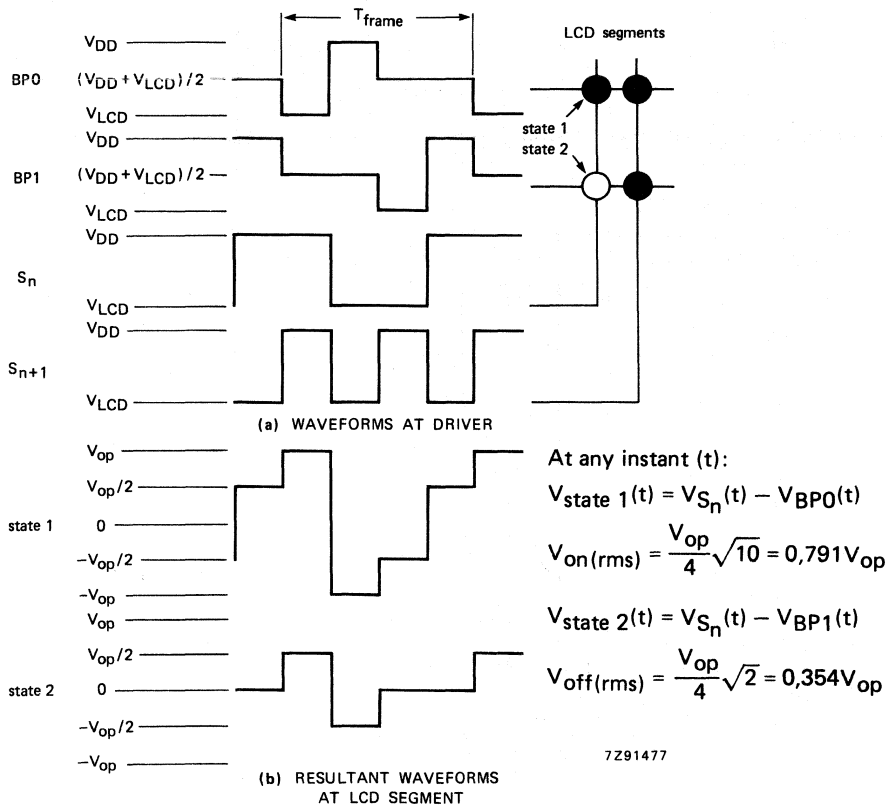 T frame
LCD segments
BP0
VDD
(VDD + VLCD)/2
VLCD
state 1
state 2
BP1
VDD
(VDD + VLCD)/2
VLCD
Sn
VDD
VLCD
Sn+1
VDD
VLCD
(a) WAVEFORMS AT DRIVER
state 1
Vop
Vop/2
0
−Vop/2
−Vop
state 2
Vop
Vop/2
0
−Vop/2
−Vop
(b) RESULTANT WAVEFORMS
AT LCD SEGMENT
At any instant (t):
Vstate 1(t) = VSn(t) − VBP0(t)
Von(rms) = Vop/4 √10 = 0,791Vop
Vstate 2(t) = VSn(t) − VBP1(t)
Voff(rms) = Vop/4 √2 = 0,354Vop
7Z91477